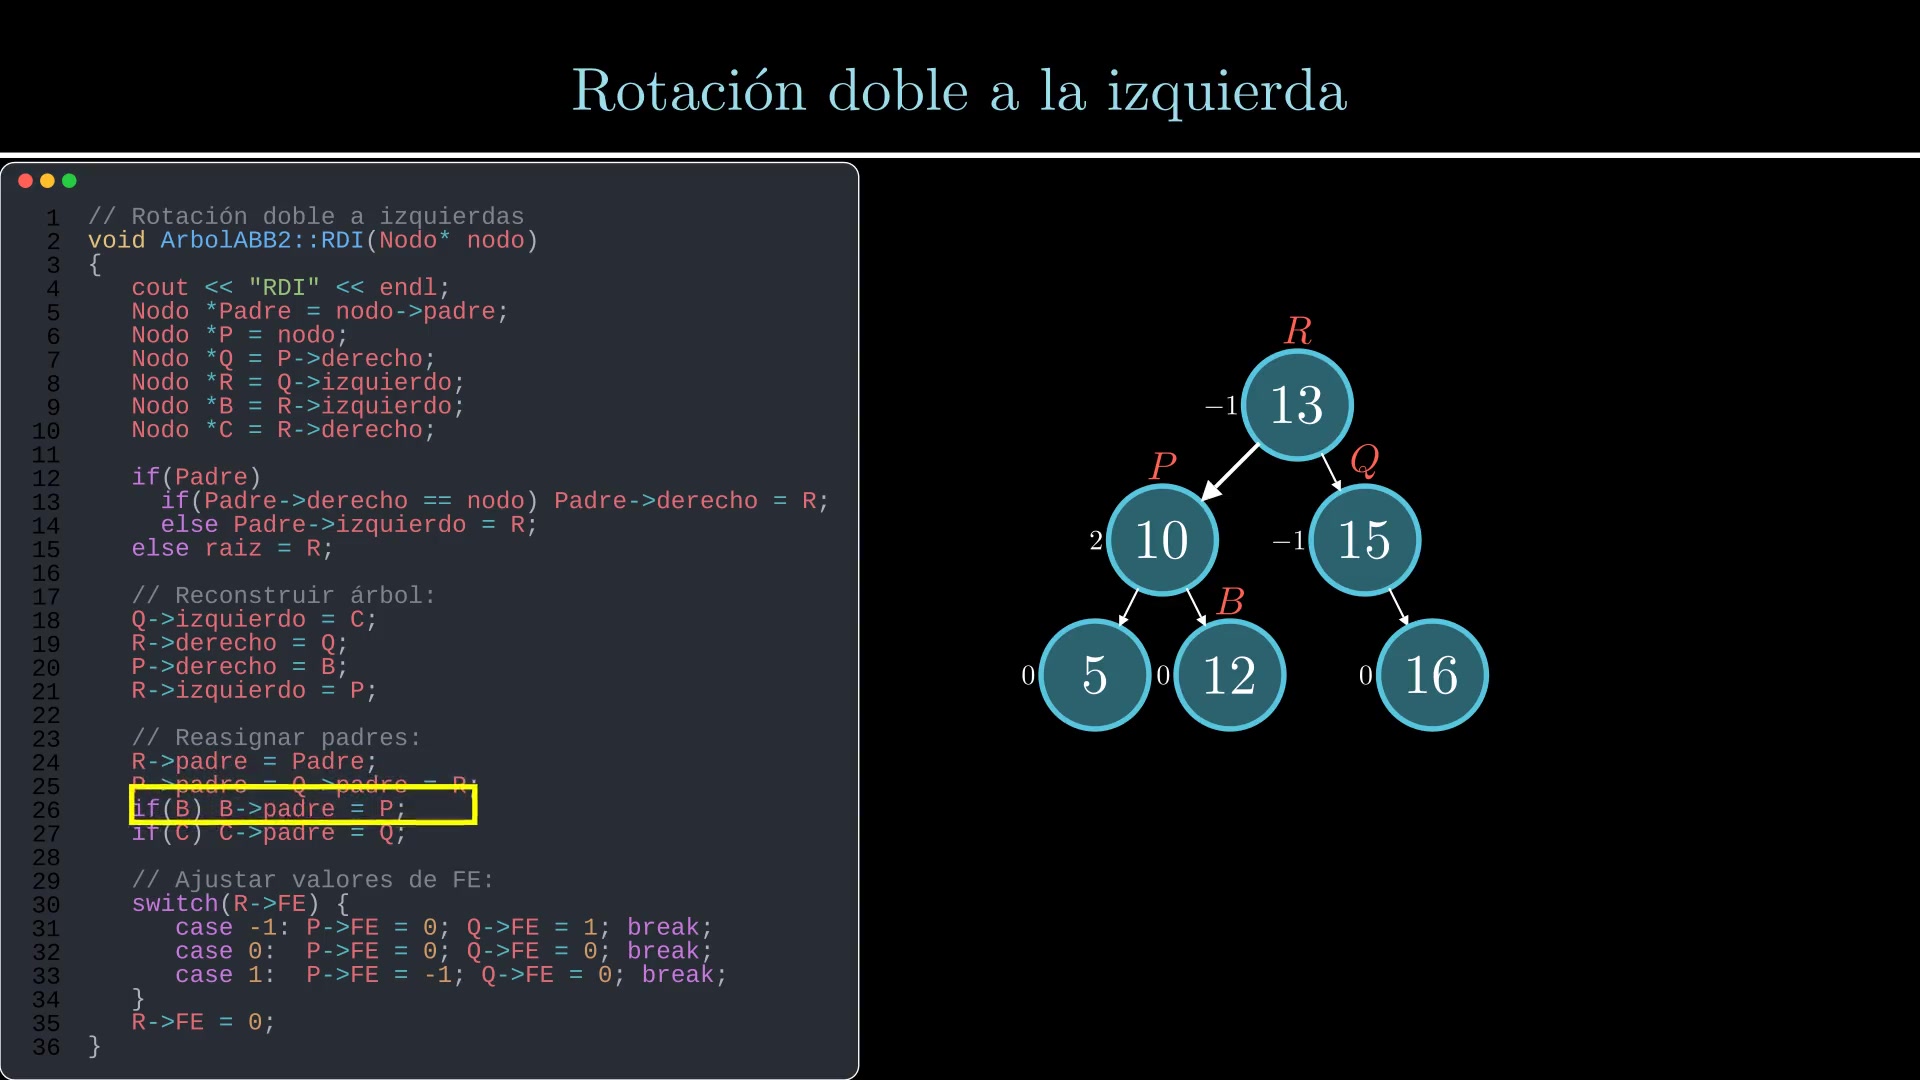 Rotación doble a la izquierda
1 // Rotación doble a izquierdas
2 void ArbolABB2::RDI(Nodo* nodo)
3 {
4 cout << "RDI" << endl;
5 Nodo *Padre = nodo->padre;
6 Nodo *P = nodo;
7 Nodo *Q = P->derecho;
8 Nodo *R = Q->izquierdo;
9 Nodo *B = R->izquierdo;
10 Nodo *C = R->derecho;
11
12 if(Padre)
13 if(Padre->derecho == nodo) Padre->derecho = R;
14 else Padre->izquierdo = R;
15 else raiz = R;
16
17 // Reconstruir árbol:
18 Q->izquierdo = C;
19 R->derecho = Q;
20 P->derecho = B;
21 R->izquierdo = P;
22
23 // Reasignar padres:
24 R->padre = Padre;
25 P->padre = Q->padre = R;
26 if(B) B->padre = P;
27 if(C) C->padre = Q;
28
29 // Ajustar valores de FE:
30 switch(R->FE) {
31 case -1: P->FE = 0; Q->FE = 1; break;
32 case 0: P->FE = 0; Q->FE = 0; break;
33 case 1: P->FE = -1; Q->FE = 0; break;
34 }
35 R->FE = 0;
36 }
R
−1 13
P Q
2 10 −1 15
B
0 5 0 12 0 16